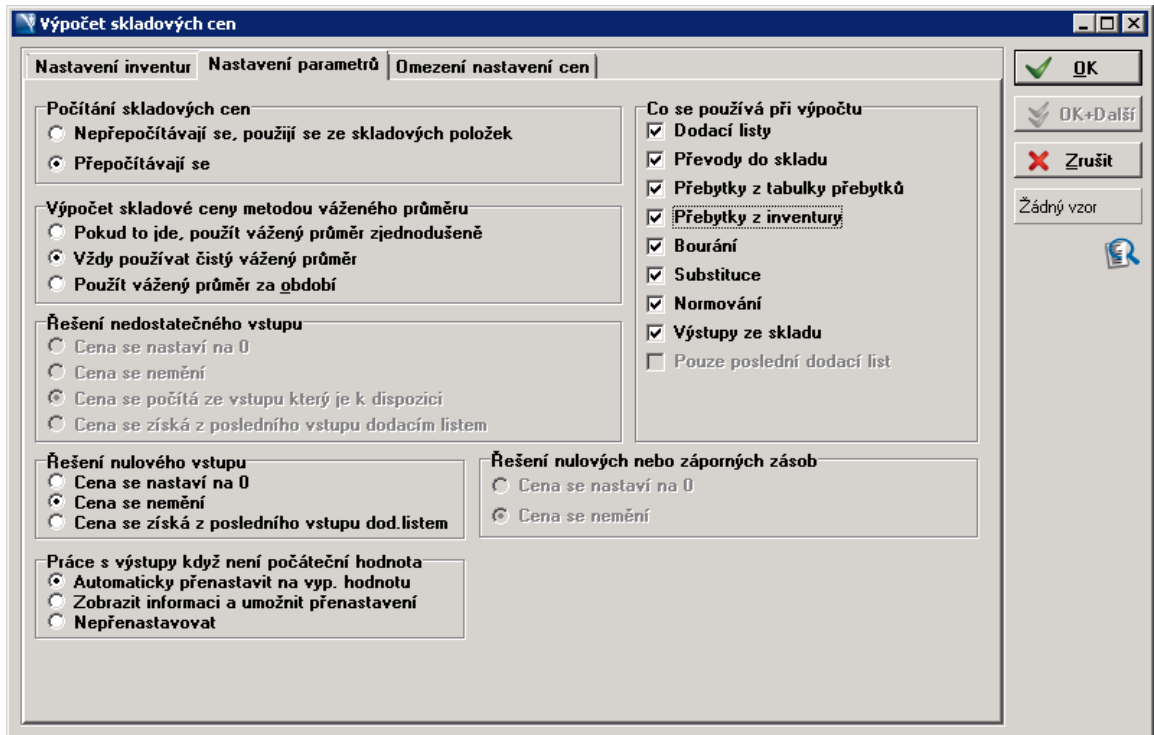 Výpočet skladových cen
Nastavení inventur
Nastavení parametrů
Omezení nastavení cen
Počítání skladových cen
Nepřepočítávají se, použijí se ze skladových položek
Přepočítávají se
Výpočet skladové ceny metodou váženého průměru
Pokud to jde, použít vážený průměr zjednodušeně
Vždy používat čistý vážený průměr
Použít vážený průměr za období
Řešení nedostatečného vstupu
Cena se nastaví na 0
Cena se nemění
Cena se počítá ze vstupu který je k dispozici
Cena se získá z posledního vstupu dodacím listem
Co se používá při výpočtu
Dodací listy
Převody do skladu
Přebytky z tabulky přebytků
Přebytky z inventury
Bourání
Substituce
Normování
Výstupy ze skladu
Pouze poslední dodací list
Řešení nulového vstupu
Cena se nastaví na 0
Cena se nemění
Cena se získá z posledního vstupu dod.listem
Řešení nulových nebo záporných zásob
Cena se nastaví na 0
Cena se nemění
Práce s výstupy když není počáteční hodnota
Automaticky přenastavit na vyp. hodnotu
Zobrazit informaci a umožnit přenastavení
Nepřenastavovat
OK
OK+Další
Zrušit
Žádný vzor